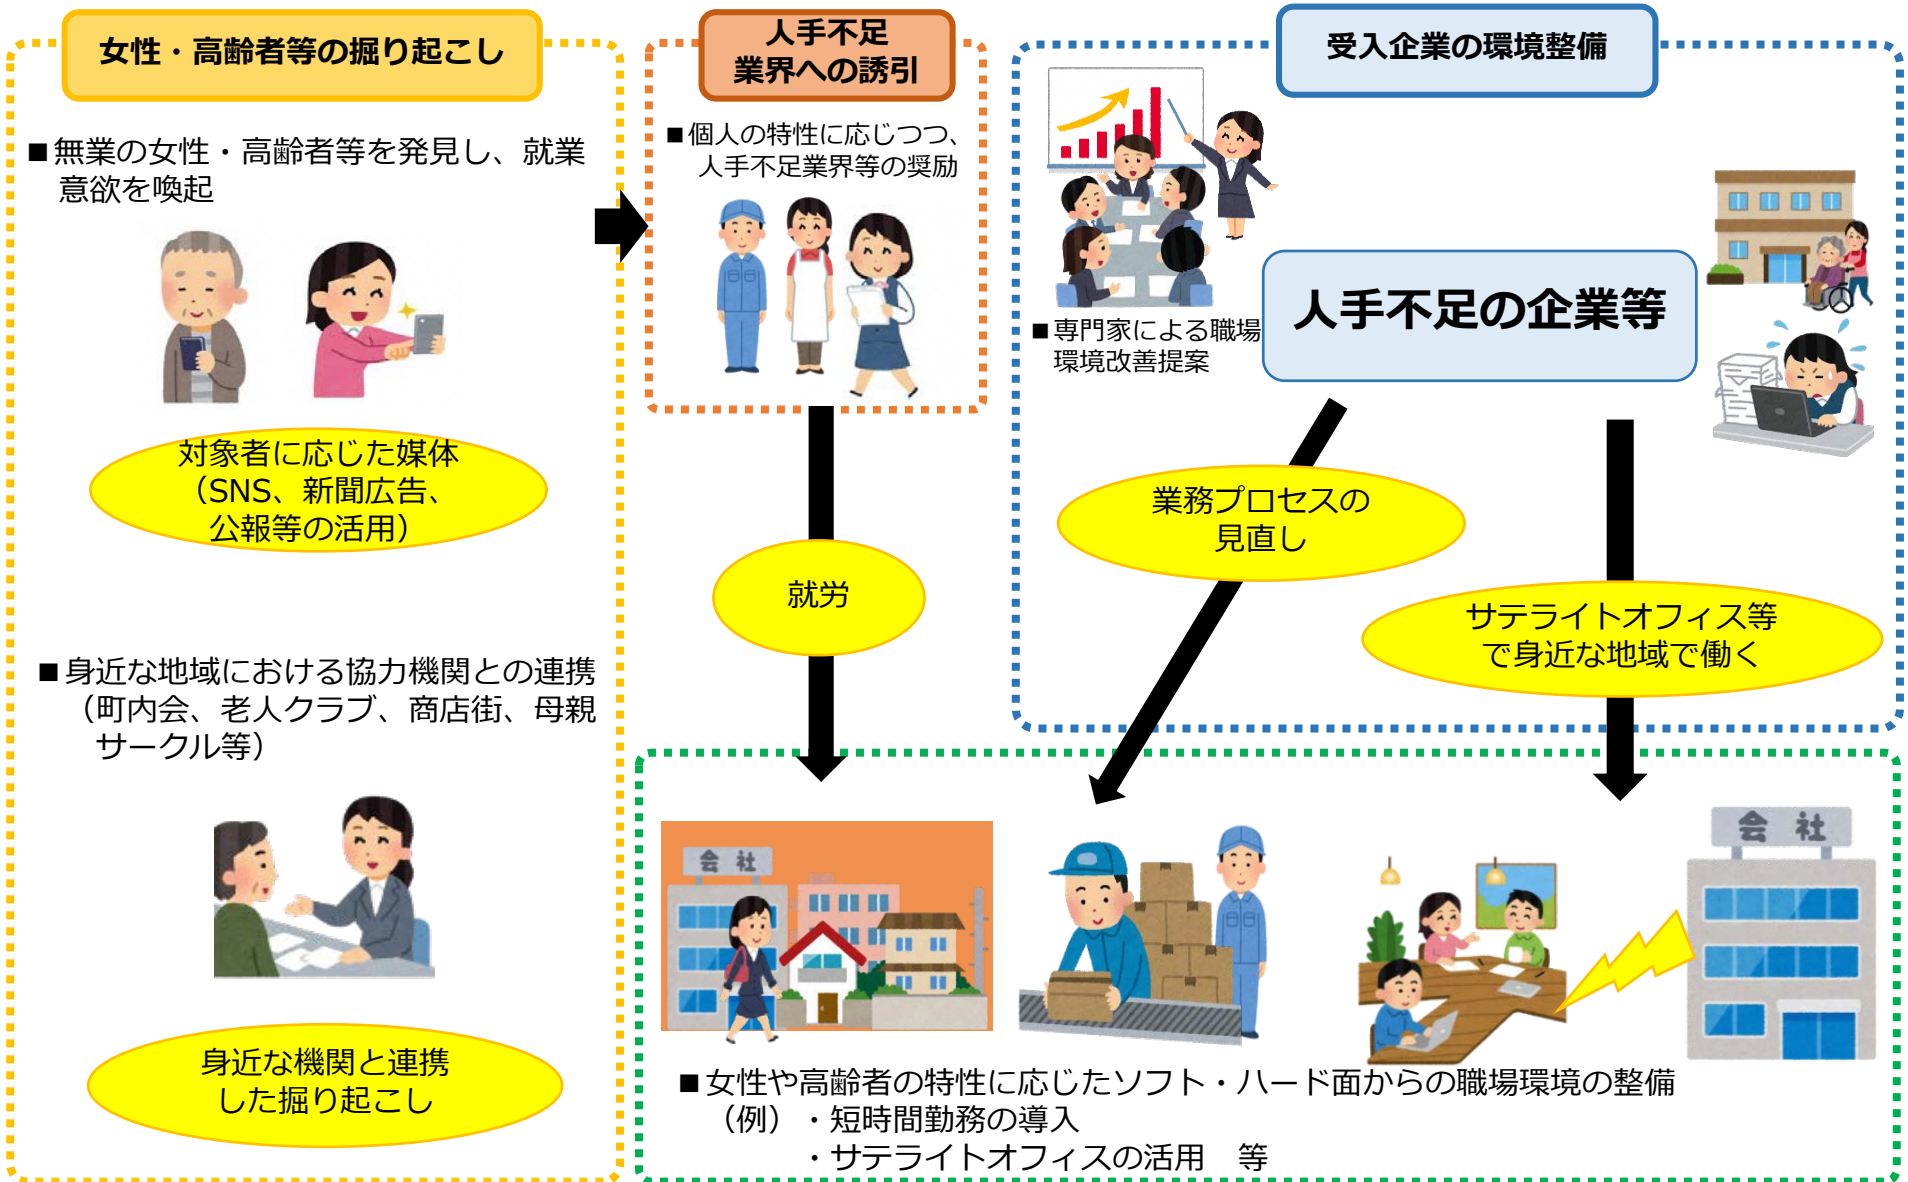 女性・高齢者等の掘り起こし
■無業の女性・高齢者等を発見し、就業
意欲を喚起
対象者に応じた媒体
（SNS、新聞広告、
公報等の活用）
■身近な地域における協力機関との連携
（町内会、老人クラブ、商店街、母親
サークル等）
身近な機関と連携
した掘り起こし
人手不足
業界への誘引
■個人の特性に応じつつ、
人手不足業界等の奨励
就労
受入企業の環境整備
人手不足の企業等
■専門家による職場
環境改善提案
業務プロセスの
見直し
サテライトオフィス等
で身近な地域で働く
会社
会社
■女性や高齢者の特性に応じたソフト・ハード面からの職場環境の整備
（例）・短時間勤務の導入
・サテライトオフィスの活用　等